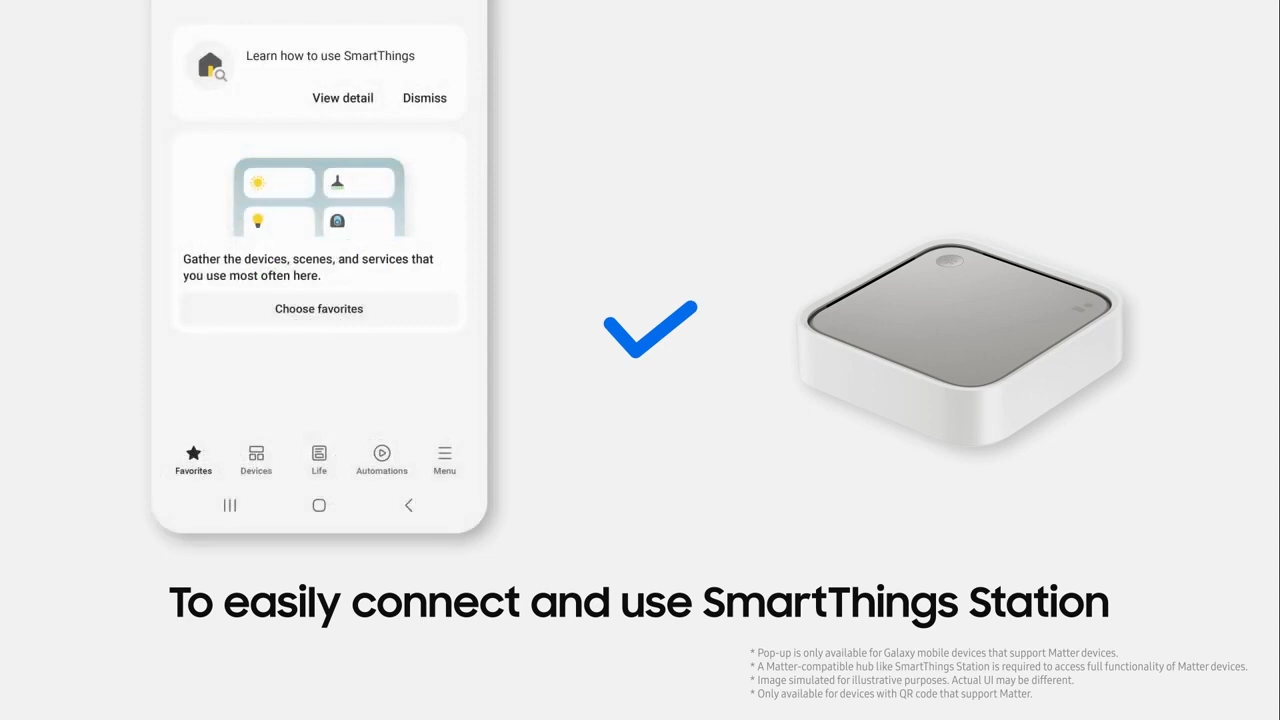 Learn how to use SmartThings
View detail Dismiss
Gather the devices, scenes, and services that
you use most often here.
Choose favorites
Favorites Devices Life Automations Menu
To easily connect and use SmartThings Station
* Pop-up is only available for Galaxy mobile devices that support Matter devices.
* A Matter-compatible hub like SmartThings Station is required to access full functionality of Matter devices.
* Image simulated for illustrative purposes. Actual UI may be different.
* Only available for devices with QR code that support Matter.